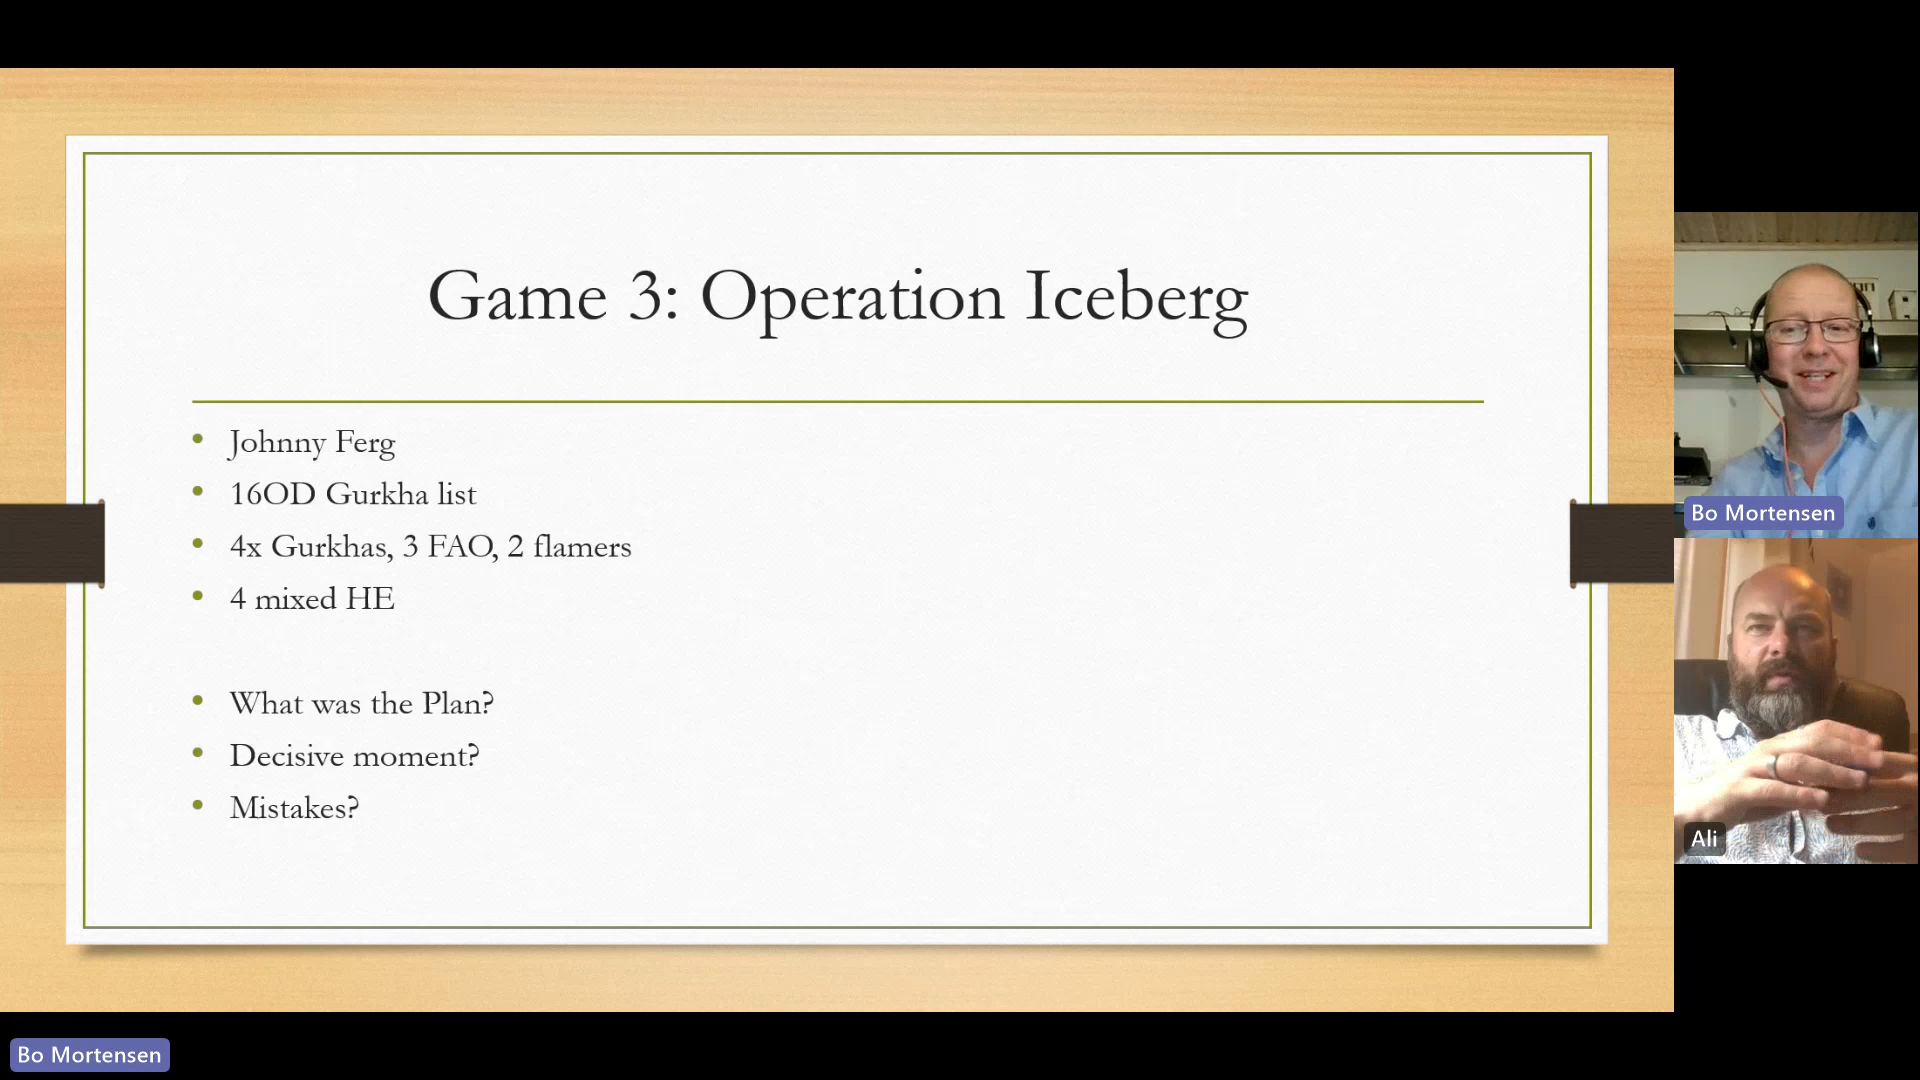 Game 3: Operation Iceberg
Johnny Ferg
16OD Gurkha list
4x Gurkhas, 3 FAO, 2 flamers
4 mixed HE
What was the Plan?
Decisive moment?
Mistakes?
Bo Mortensen
Ali
Bo Mortensen